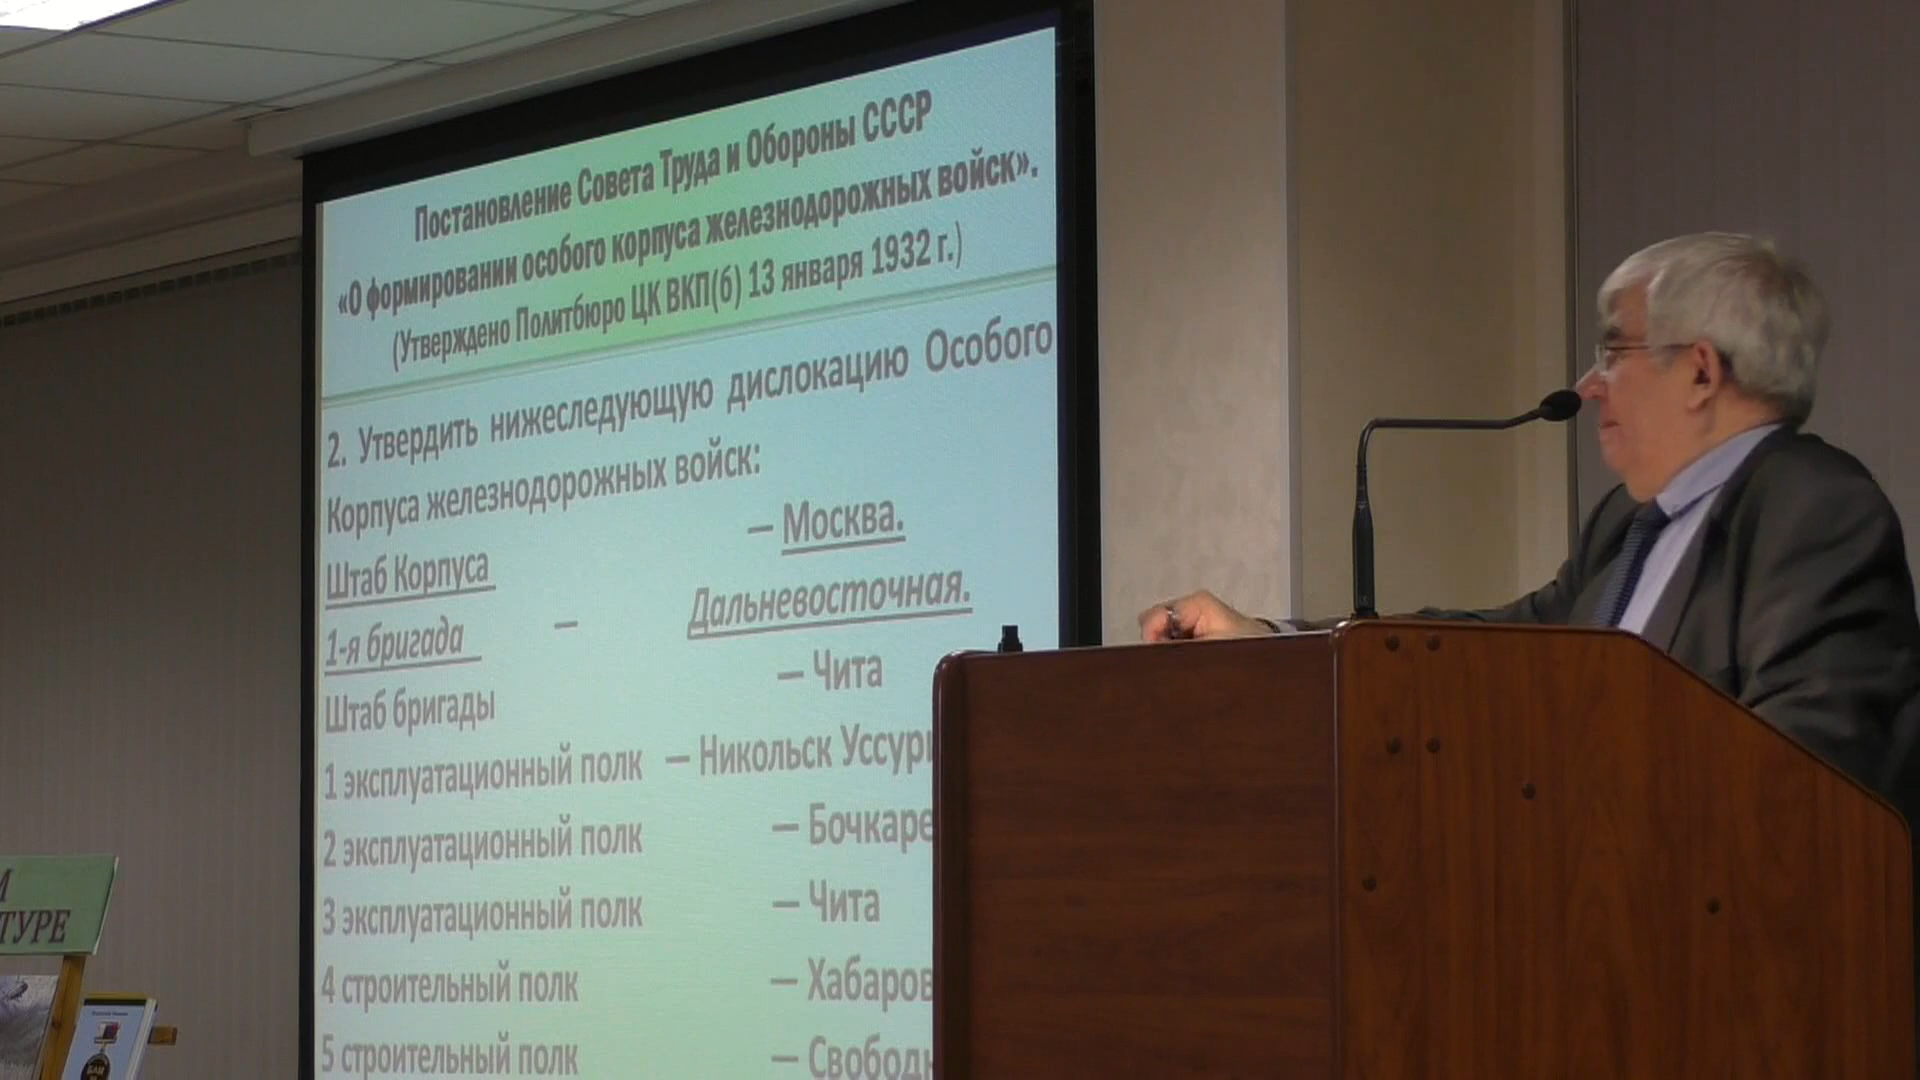 Постановление Совета Труда и Обороны СССР
«О формировании особого корпуса железнодорожных войск».
(Утверждено Политбюро ЦК ВКП(б) 13 января 1932 г.)
2. Утвердить нижеследующую дислокацию Особого
Корпуса железнодорожных войск:
Штаб Корпуса — Москва.
1-я бригада — Дальневосточная.
Штаб бригады — Чита
1 эксплуатационный полк — Никольск Уссури
2 эксплуатационный полк — Бочкаре
3 эксплуатационный полк — Чита
4 строительный полк — Хабаров
5 строительный полк — Свободн
М
ТУРЕ
БАМ